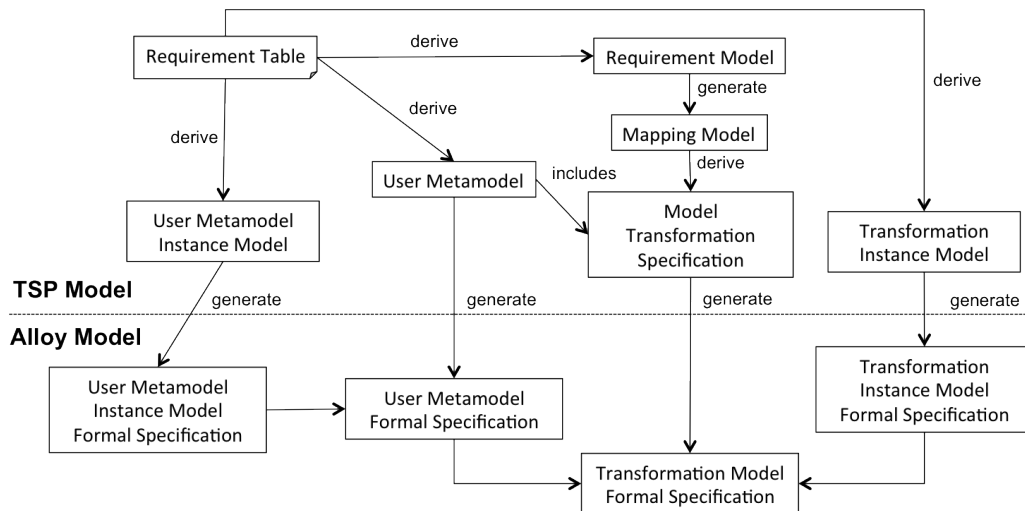 derive
Requirement Table
Requirement Model
derive
generate
derive
Mapping Model
derive
derive
includes
User Metamodel
User Metamodel
Instance Model
Model
Transformation
Specification
Transformation
Instance Model
TSP Model
generate
generate
generate
generate
Alloy Model
User Metamodel
Instance Model
Formal Specification
User Metamodel
Formal Specification
Transformation
Instance Model
Formal Specification
Transformation Model
Formal Specification